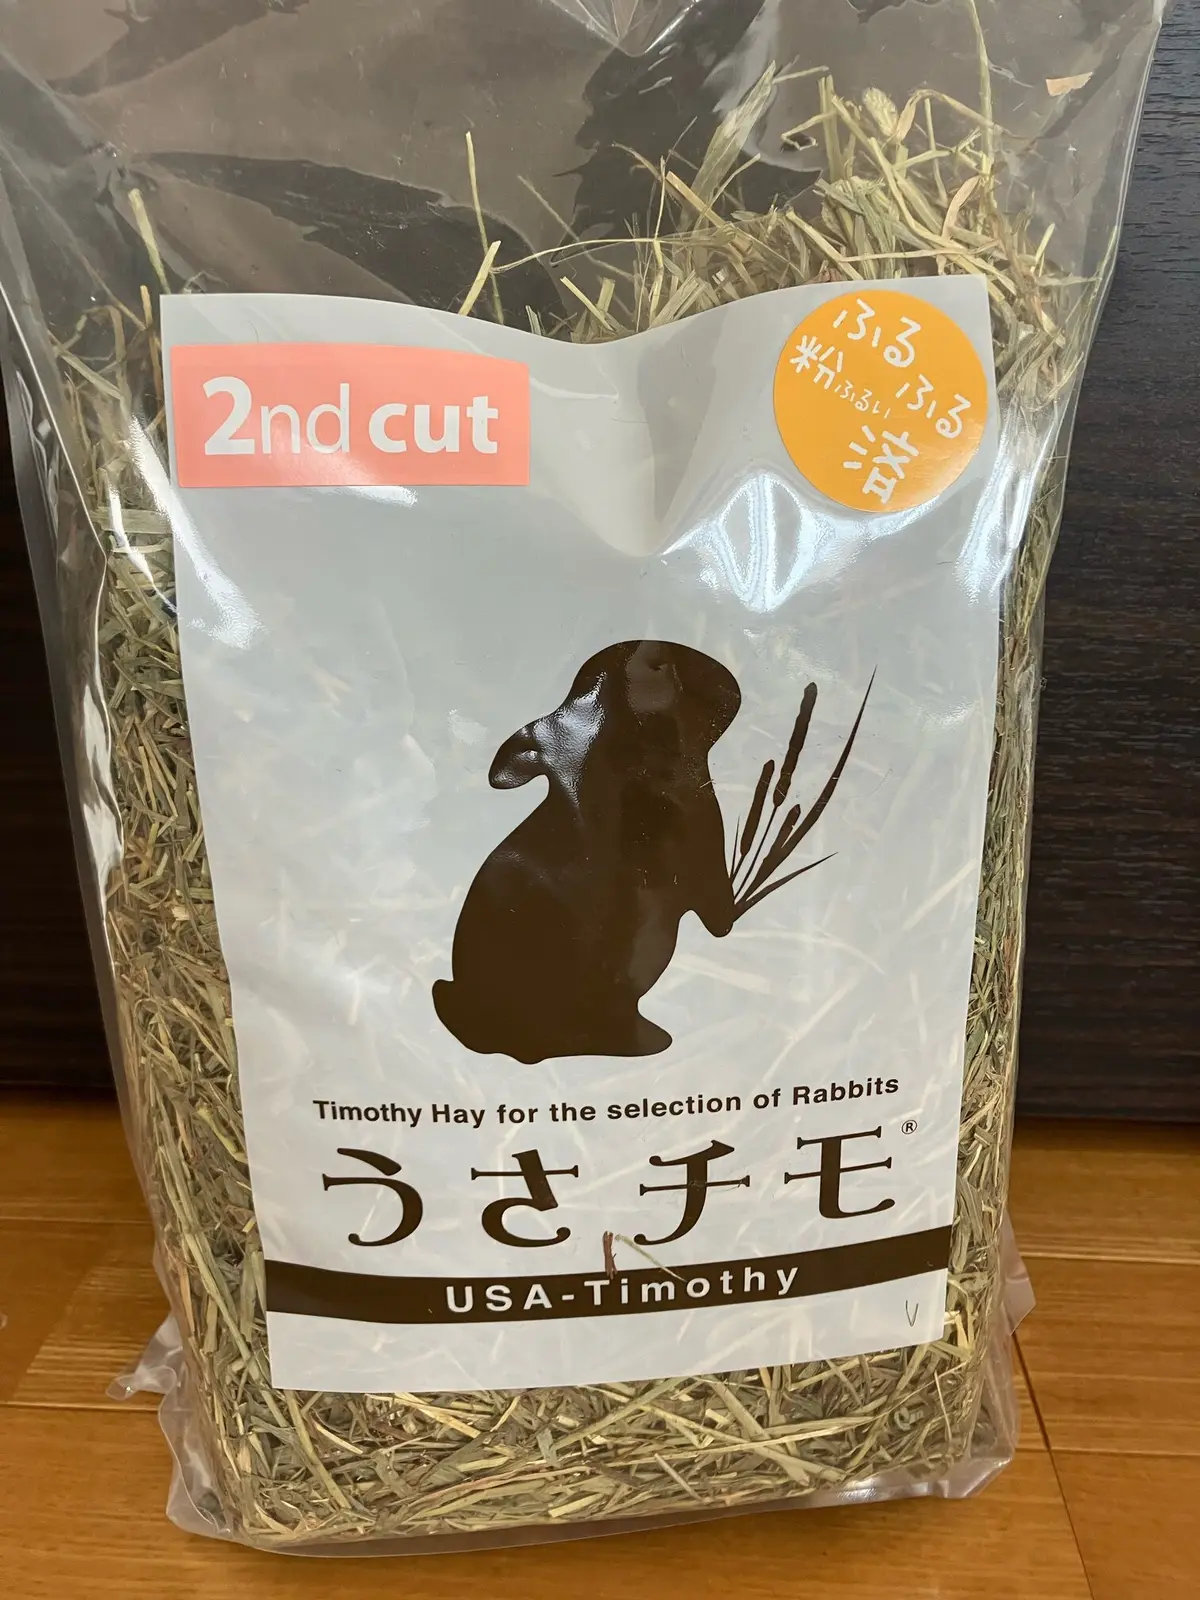 2nd cut
ふるふる
粉ふるい
済
Timothy Hay for the selection of Rabbits
うさチモ®
USA-Timothy